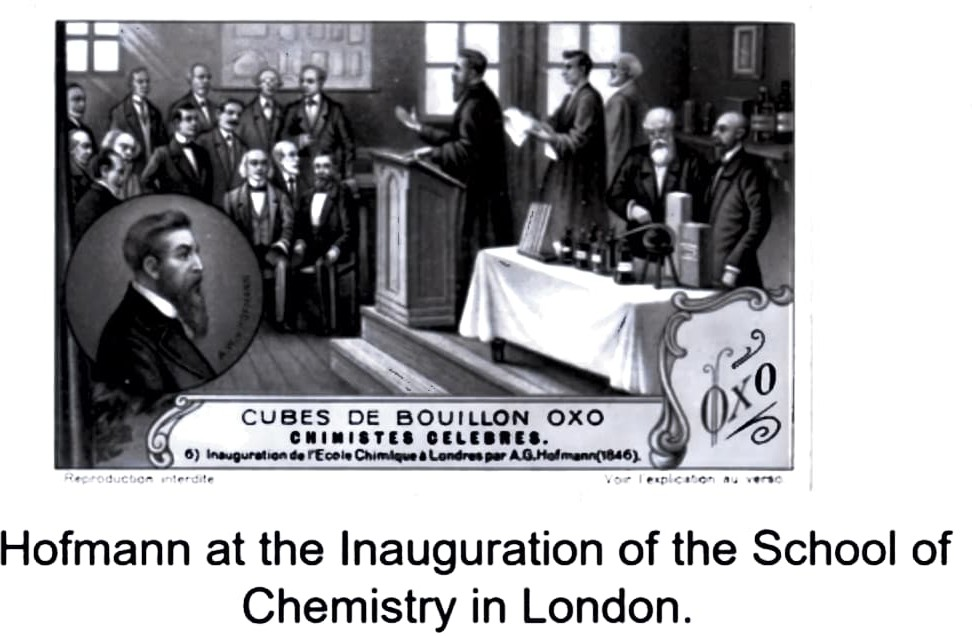 A.W.v. HOFMANN
OXO
CUBES DE BOUILLON OXO
CHIMISTES CELEBRES.
6) Inauguration de l'Ecole Chimique à Londres par A.G. Hofmann (1846).
Reproduction interdite
Voir l'explication au verso
Hofmann at the Inauguration of the School of
Chemistry in London.